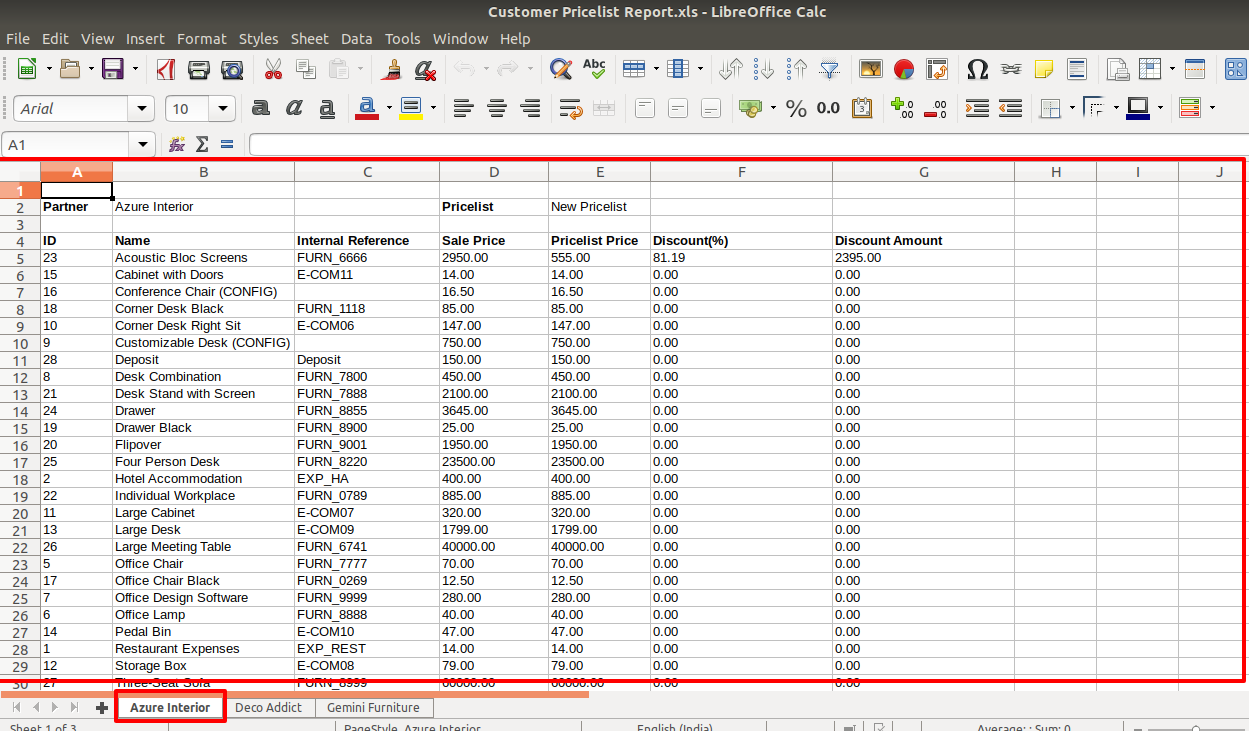 Customer Pricelist Report.xls - LibreOffice Calc
File Edit View Insert Format Styles Sheet Data Tools Window Help
Abc
Arial 10 a a a a % 0.0 3 .00 .00
A1 fx Σ =
A B C D E F G H I J
1
2 Partner Azure Interior Pricelist New Pricelist
3
4 ID Name Internal Reference Sale Price Pricelist Price Discount(%) Discount Amount
5 23 Acoustic Bloc Screens FURN_6666 2950.00 555.00 81.19 2395.00
6 15 Cabinet with Doors E-COM11 14.00 14.00 0.00 0.00
7 16 Conference Chair (CONFIG) 16.50 16.50 0.00 0.00
8 18 Corner Desk Black FURN_1118 85.00 85.00 0.00 0.00
9 10 Corner Desk Right Sit E-COM06 147.00 147.00 0.00 0.00
10 9 Customizable Desk (CONFIG) 750.00 750.00 0.00 0.00
11 28 Deposit Deposit 150.00 150.00 0.00 0.00
12 8 Desk Combination FURN_7800 450.00 450.00 0.00 0.00
13 21 Desk Stand with Screen FURN_7888 2100.00 2100.00 0.00 0.00
14 24 Drawer FURN_8855 3645.00 3645.00 0.00 0.00
15 19 Drawer Black FURN_8900 25.00 25.00 0.00 0.00
16 20 Flipover FURN_9001 1950.00 1950.00 0.00 0.00
17 25 Four Person Desk FURN_8220 23500.00 23500.00 0.00 0.00
18 2 Hotel Accommodation EXP_HA 400.00 400.00 0.00 0.00
19 22 Individual Workplace FURN_0789 885.00 885.00 0.00 0.00
20 11 Large Cabinet E-COM07 320.00 320.00 0.00 0.00
21 13 Large Desk E-COM09 1799.00 1799.00 0.00 0.00
22 26 Large Meeting Table FURN_6741 40000.00 40000.00 0.00 0.00
23 5 Office Chair FURN_7777 70.00 70.00 0.00 0.00
24 17 Office Chair Black FURN_0269 12.50 12.50 0.00 0.00
25 7 Office Design Software FURN_9999 280.00 280.00 0.00 0.00
26 6 Office Lamp FURN_8888 40.00 40.00 0.00 0.00
27 14 Pedal Bin E-COM10 47.00 47.00 0.00 0.00
28 1 Restaurant Expenses EXP_REST 14.00 14.00 0.00 0.00
29 12 Storage Box E-COM08 79.00 79.00 0.00 0.00
30 27 Three-Seat Sofa FURN_8999 60000.00 60000.00 0.00 0.00
Azure Interior Deco Addict Gemini Furniture
Sheet 1 of 3 PageStyle_Azure Interior English (India) Average: ; Sum: 0